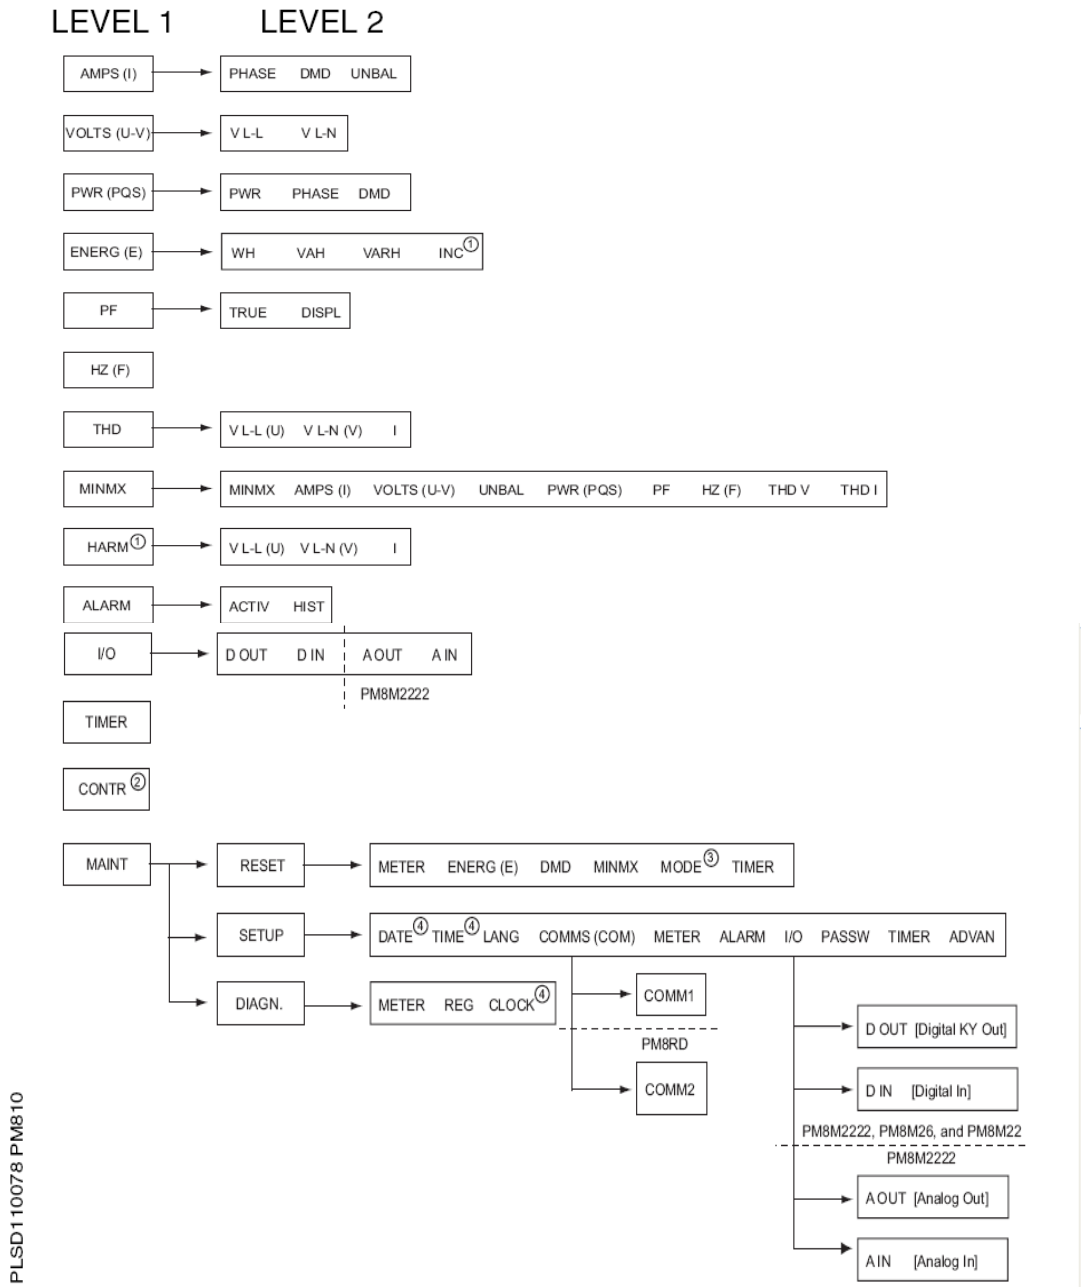 LEVEL 1 LEVEL 2
AMPS (I) PHASE DMD UNBAL
VOLTS (U-V) V L-L V L-N
PWR (PQS) PWR PHASE DMD
ENERG (E) WH VAH VARH INC①
PF TRUE DISPL
HZ (F)
THD V L-L (U) V L-N (V) I
MINMX MINMX AMPS (I) VOLTS (U-V) UNBAL PWR (PQS) PF HZ (F) THD V THD I
HARM① V L-L (U) V L-N (V) I
ALARM ACTIV HIST
I/O D OUT D IN A OUT A IN
PM8M2222
TIMER
CONTR②
MAINT RESET METER ENERG (E) DMD MINMX MODE③ TIMER
SETUP DATE④ TIME④ LANG COMMS (COM) METER ALARM I/O PASSW TIMER ADVAN
DIAGN. METER REG CLOCK④ COMM1
D OUT [Digital KY Out]
PM8RD
COMM2 D IN [Digital In]
PM8M2222, PM8M26, and PM8M22
PM8M2222
A OUT [Analog Out]
A IN [Analog In]
PLSD110078 PM810